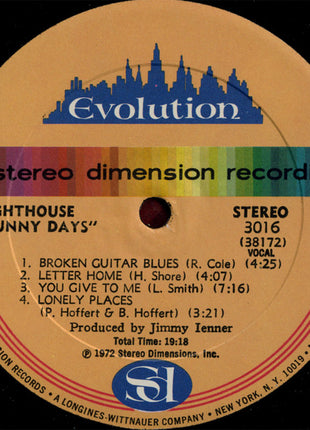 Evolution
stereo dimension record
GHTHOUSE
UNNY DAYS"
STEREO
3016
(38172)
VOCAL
1. BROKEN GUITAR BLUES (R. Cole) (4:25)
2. LETTER HOME (H. Shore) (4:07)
3. YOU GIVE TO ME (L. Smith) (7:16)
4. LONELY PLACES
(P. Hoffert & B. Hoffert) (3:21)
Produced by Jimmy Ienner
Total Time: 19:18
℗ 1972 Stereo Dimensions, Inc.
sd
ION RECORDS • A LONGINES-WITTNAUER COMPANY • NEW YORK, N. Y. 10019 •